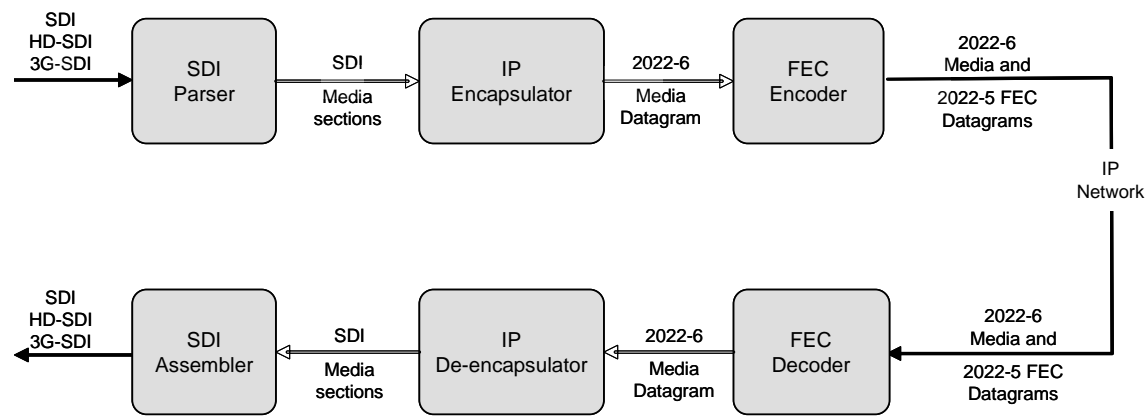 SDI
HD-SDI
3G-SDI
SDI
Parser
SDI
Media
sections
IP
Encapsulator
2022-6
Media
Datagram
FEC
Encoder
2022-6
Media and
2022-5 FEC
Datagrams
IP
Network
SDI
HD-SDI
3G-SDI
SDI
Assembler
SDI
Media
sections
IP
De-encapsulator
2022-6
Media
Datagram
FEC
Decoder
2022-6
Media and
2022-5 FEC
Datagrams